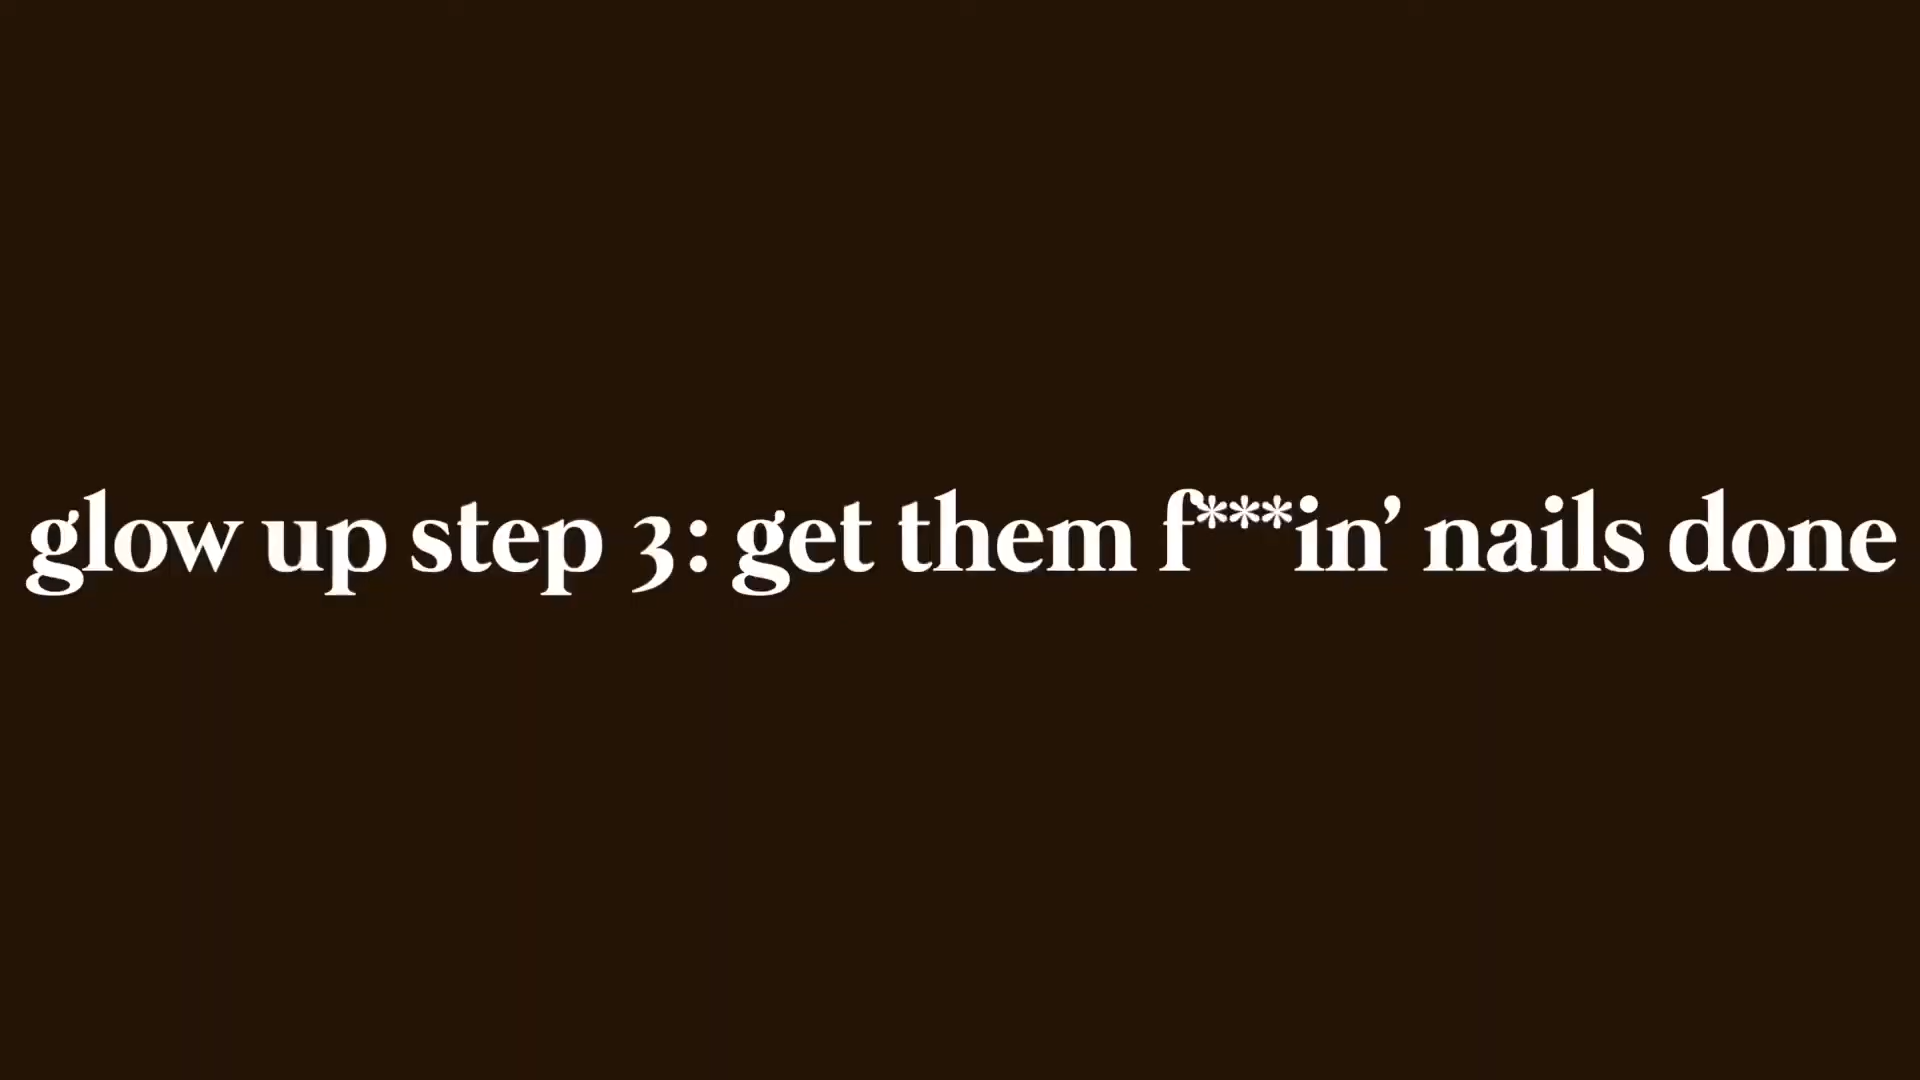 glow up step 3: get them f***in’ nails done